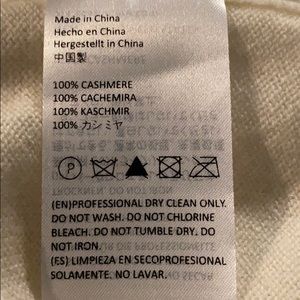 Made in China
Hecho en China
Hergestellt in China
中国製
100% CASHMERE
100% CACHEMIRA
100% KASCHMIR
100% カシミヤ
P
(EN)PROFESSIONAL DRY CLEAN ONLY.
DO NOT WASH. DO NOT CHLORINE
BLEACH. DO NOT TUMBLE DRY. DO
NOT IRON.
(ES) LIMPIEZA EN SECOPROFESIONAL
SOLAMENTE. NO LAVAR.